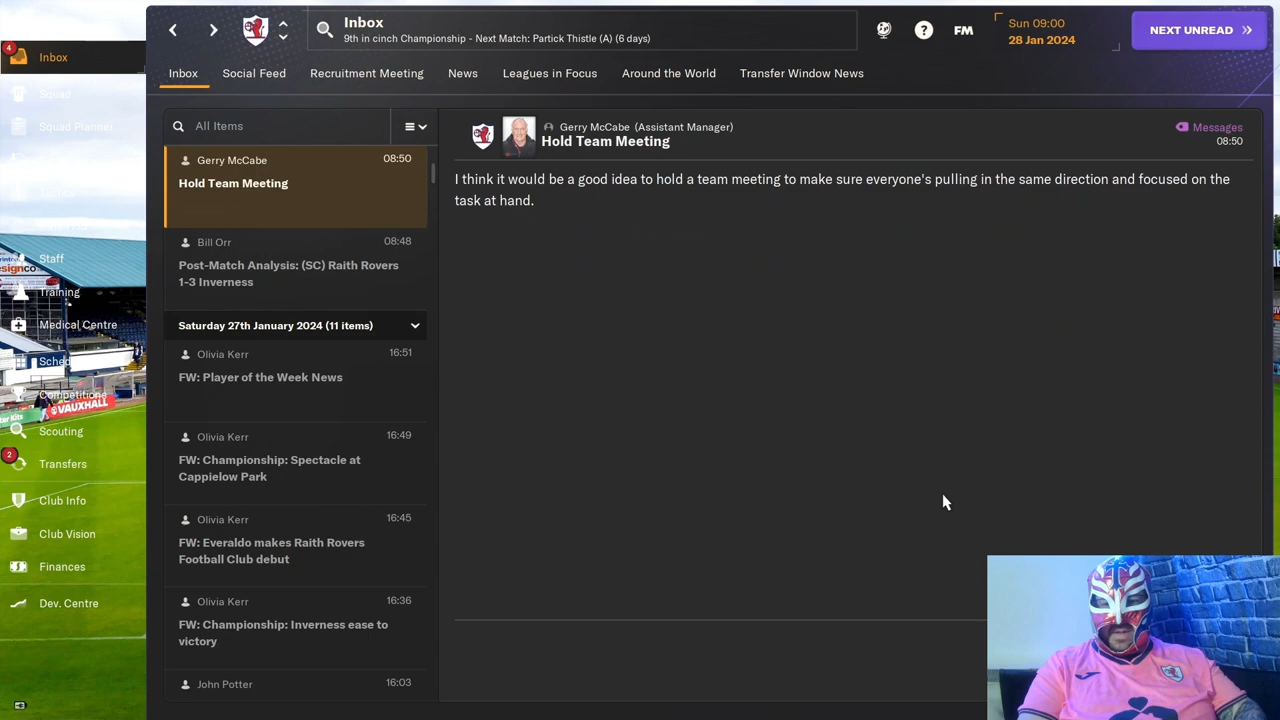 Inbox
9th in cinch Championship - Next Match: Partick Thistle (A) (6 days)
FM
Sun 09:00
28 Jan 2024
NEXT UNREAD
Inbox
Social Feed
Recruitment Meeting
News
Leagues in Focus
Around the World
Transfer Window News
4
Inbox
Squad
Squad Planner
Staff
Training
Medical Centre
Sched
Competitions
VAUXHALL
Scouting
2
Transfers
Club Info
Club Vision
Finances
Dev. Centre
All Items
Gerry McCabe 08:50
Hold Team Meeting
Bill Orr 08:48
Post-Match Analysis: (SC) Raith Rovers
1-3 Inverness
Saturday 27th January 2024 (11 items)
Olivia Kerr 16:51
FW: Player of the Week News
Olivia Kerr 16:49
FW: Championship: Spectacle at
Cappielow Park
Olivia Kerr 16:45
FW: Everaldo makes Raith Rovers
Football Club debut
Olivia Kerr 16:36
FW: Championship: Inverness ease to
victory
John Potter 16:03
Gerry McCabe (Assistant Manager)
Hold Team Meeting
Messages
08:50
I think it would be a good idea to hold a team meeting to make sure everyone's pulling in the same direction and focused on the
task at hand.